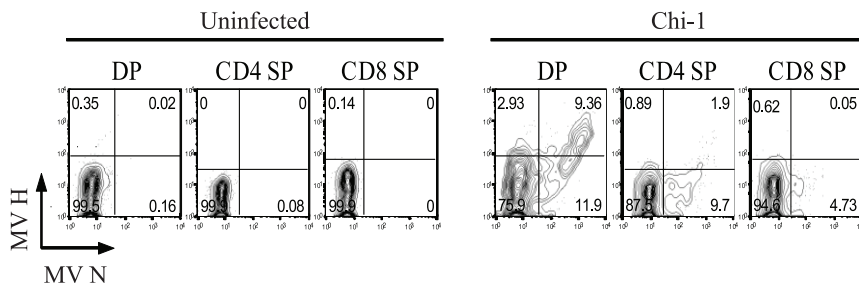 Uninfected Chi-1
DP CD4 SP CD8 SP DP CD4 SP CD8 SP
0.35 0.02 0 0 0.14 0 2.93 9.36 0.89 1.9 0.62 0.05
99.5 0.16 99.9 0.08 99.9 0 75.9 11.9 87.5 9.7 94.6 4.73
MV H
MV N